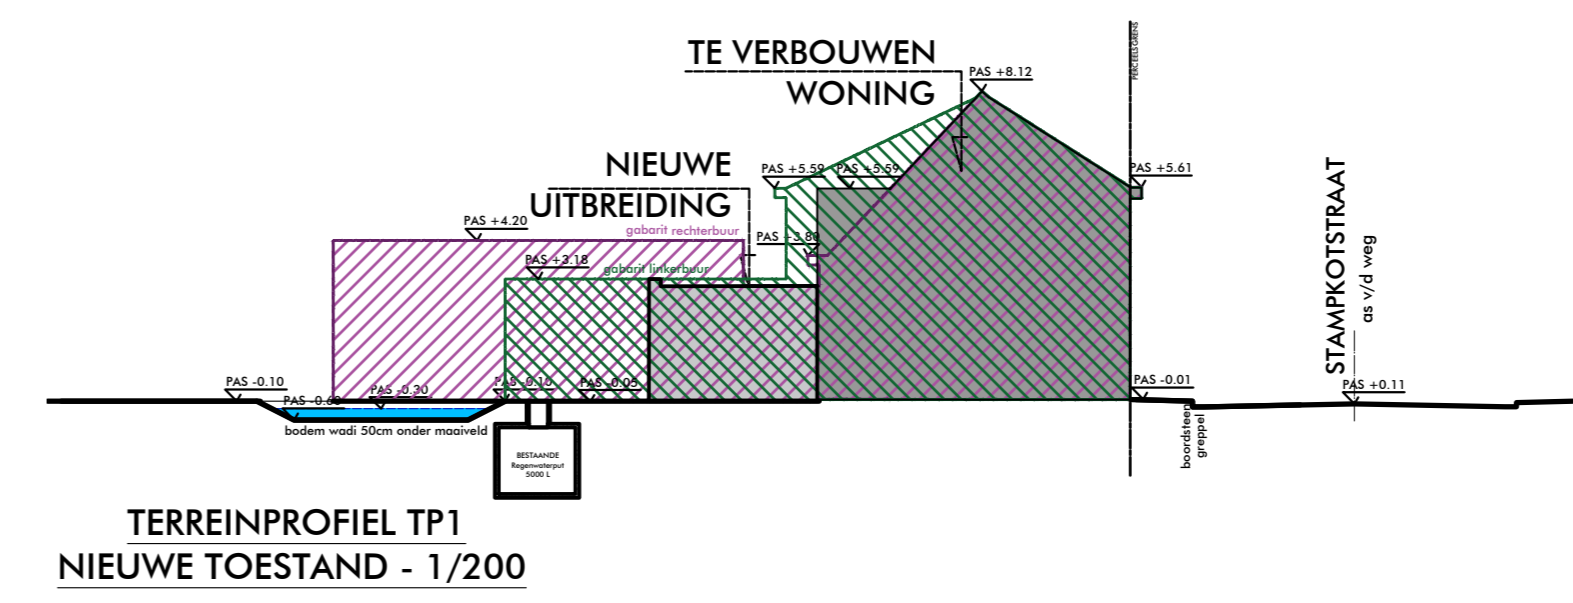 TE VERBOUWEN
WONING
PAS +8.12
PERCEELSGRENS
NIEUWE
UITBREIDING
PAS +5.59
PAS +5.59
PAS +5.61
PAS +4.20
gabarit rechterbuur
PAS +3.80
PAS +3.18
gabarit linkerbuur
STAMPKOTSTRAAT
as v/d weg
PAS -0.10
PAS -0.30
PAS -0.10
PAS -0.05
PAS -0.01
PAS +0.11
PAS -0.60
bodem wadi 50cm onder maaiveld
boordsteen
greppel
BESTAANDE
Regenwaterput
5000 L
TERREINPROFIEL TP1
NIEUWE TOESTAND - 1/200